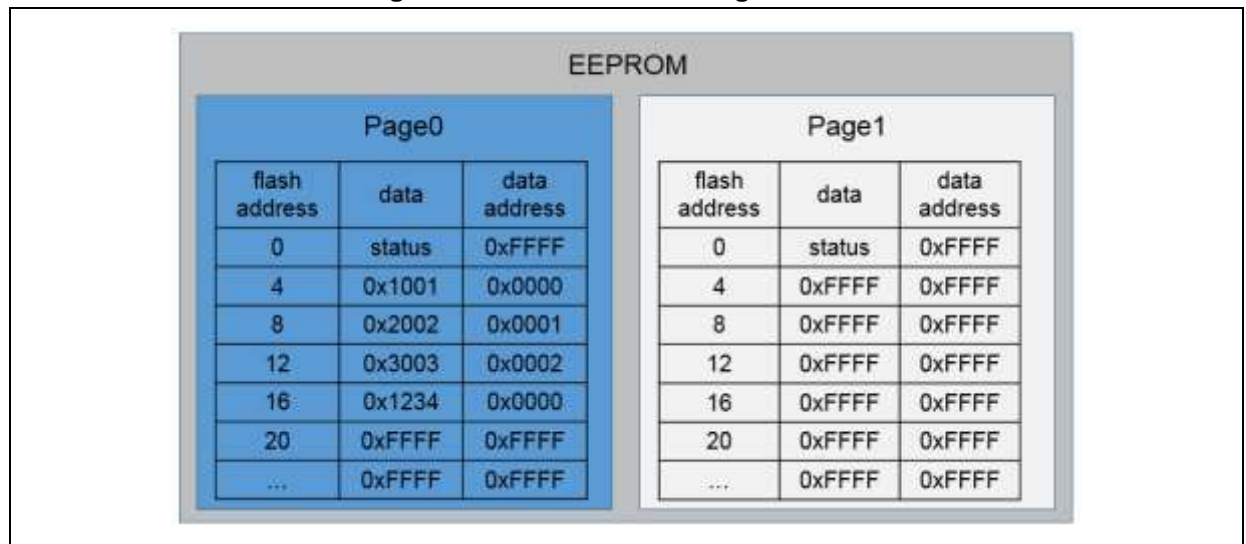 EEPROM
Page0
flash address data data address
0 status 0xFFFF
4 0x1001 0x0000
8 0x2002 0x0001
12 0x3003 0x0002
16 0x1234 0x0000
20 0xFFFF 0xFFFF
... 0xFFFF 0xFFFF
Page1
flash address data data address
0 status 0xFFFF
4 0xFFFF 0xFFFF
8 0xFFFF 0xFFFF
12 0xFFFF 0xFFFF
16 0xFFFF 0xFFFF
20 0xFFFF 0xFFFF
... 0xFFFF 0xFFFF